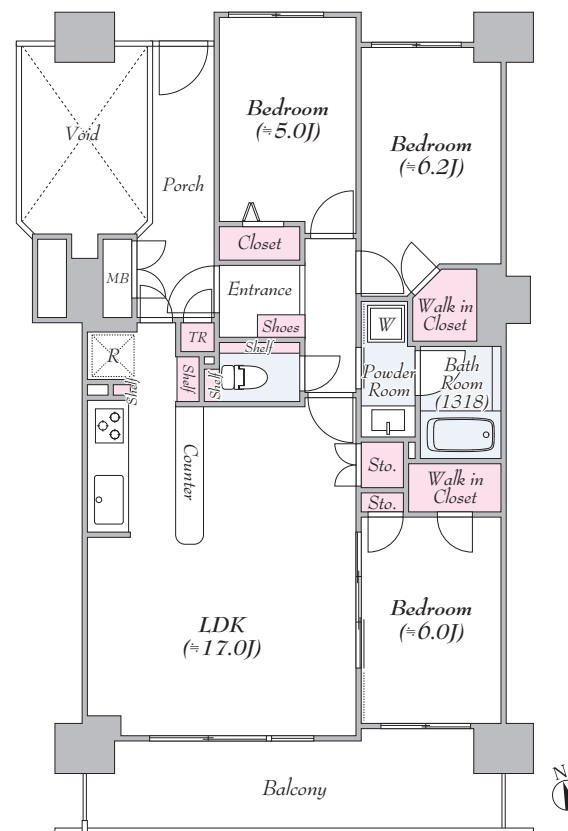 Bedroom
(≒5.0J)
Bedroom
(≒6.2J)
Void
Porch
Closet
MB
Entrance
Walk in
Closet
Shoes
W
TR
Shelf
R
Shelf
Shelf
Shelf
Powder
Room
Bath
Room
(1318)
Counter
Sto.
Walk in
Closet
Sto.
LDK
(≒17.0J)
Bedroom
(≒6.0J)
Balcony
N